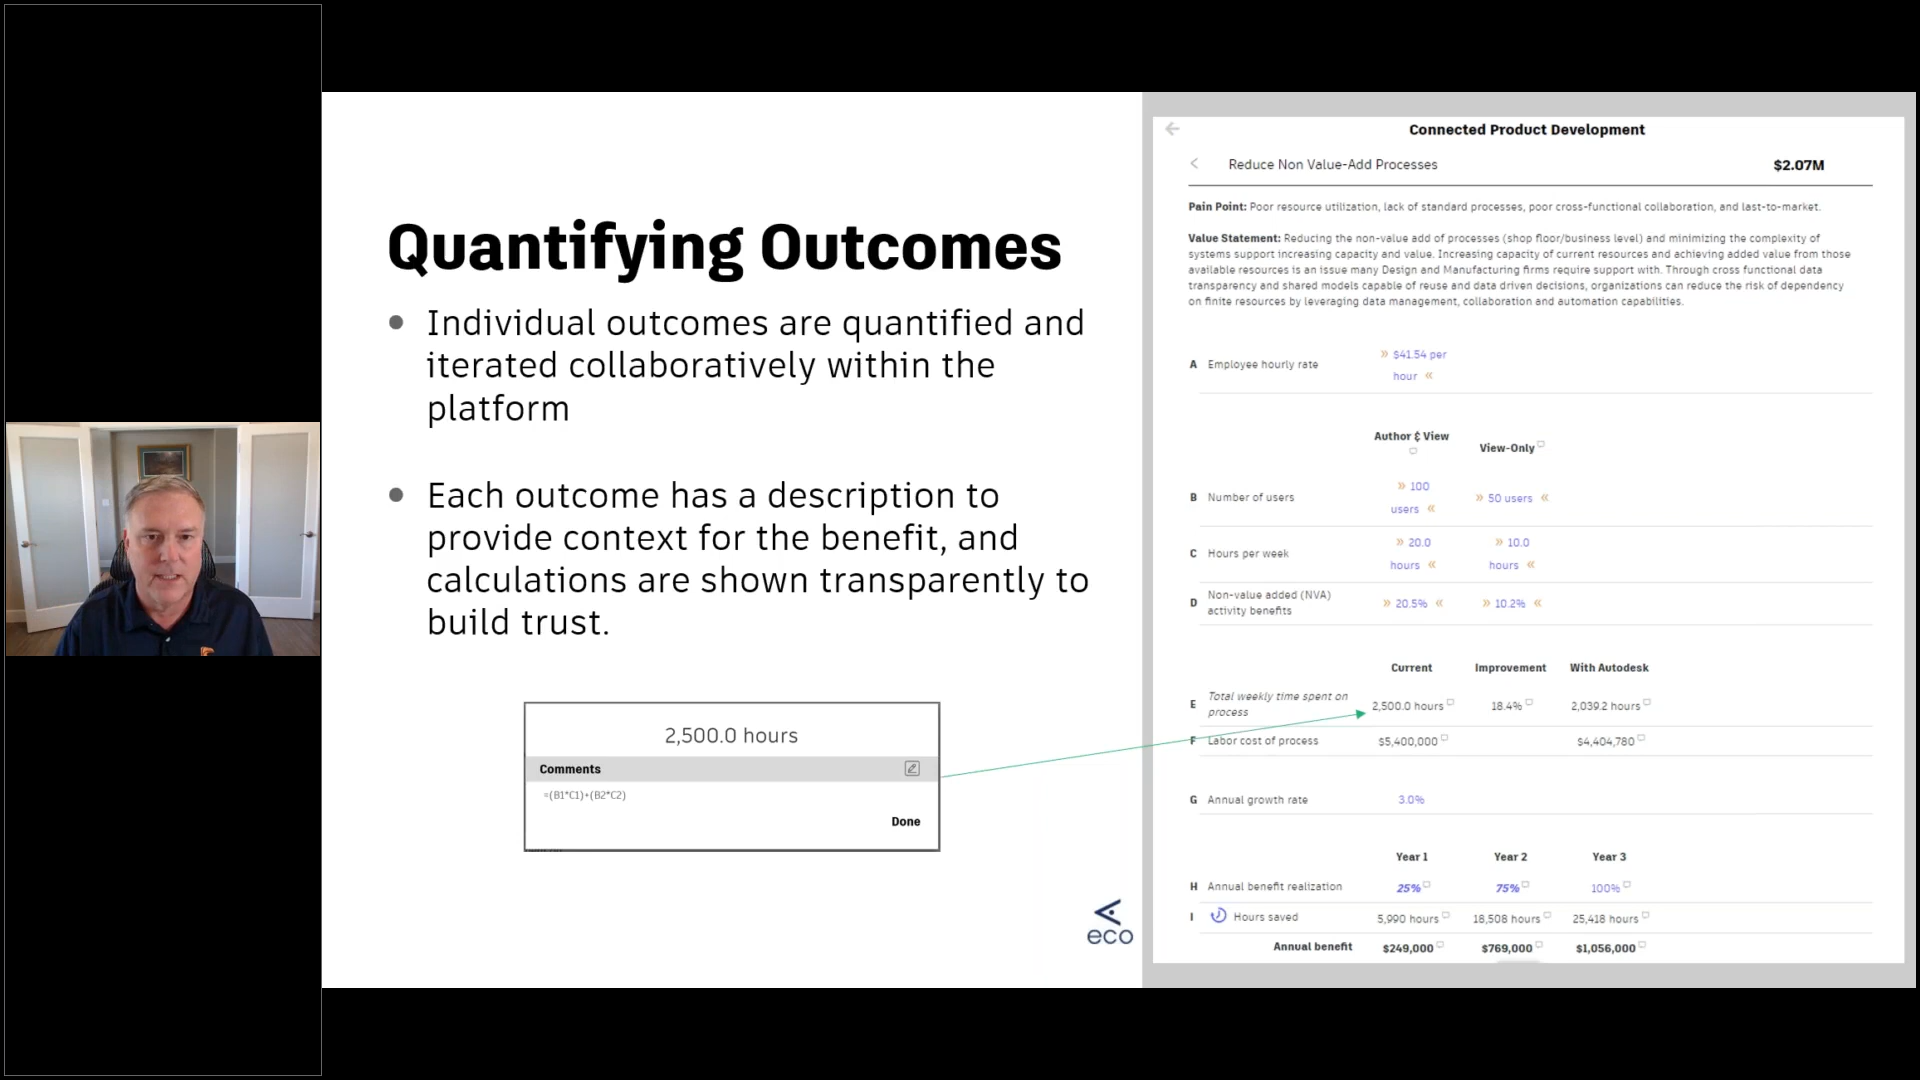 Quantifying Outcomes
Individual outcomes are quantified and
iterated collaboratively within the
platform
Each outcome has a description to
provide context for the benefit, and
calculations are shown transparently to
build trust.
2,500.0 hours
Comments
=(B1*C1)+(B2*C2)
Done
eco
Connected Product Development
Reduce Non Value-Add Processes $2.07M
Pain Point: Poor resource utilization, lack of standard processes, poor cross-functional collaboration, and last-to-market.
Value Statement: Reducing the non-value add of processes (shop floor/business level) and minimizing the complexity of
systems support increasing capacity and value. Increasing capacity of current resources and achieving added value from those
available resources is an issue many Design and Manufacturing firms require support with. Through cross functional data
transparency and shared models capable of reuse and data driven decisions, organizations can reduce the risk of dependency
on finite resources by leveraging data management, collaboration and automation capabilities.
A Employee hourly rate » $41.54 per
hour «
Author & View View-Only
B Number of users » 100
users « » 50 users «
C Hours per week » 20.0
hours « » 10.0
hours «
D Non-value added (NVA)
activity benefits » 20.5% « » 10.2% «
Current Improvement With Autodesk
E Total weekly time spent on
process 2,500.0 hours 18.4% 2,039.2 hours
F Labor cost of process $5,400,000 $4,404,780
G Annual growth rate 3.0%
Year 1 Year 2 Year 3
H Annual benefit realization 25% 75% 100%
I Hours saved 5,990 hours 18,508 hours 25,418 hours
Annual benefit $249,000 $769,000 $1,056,000